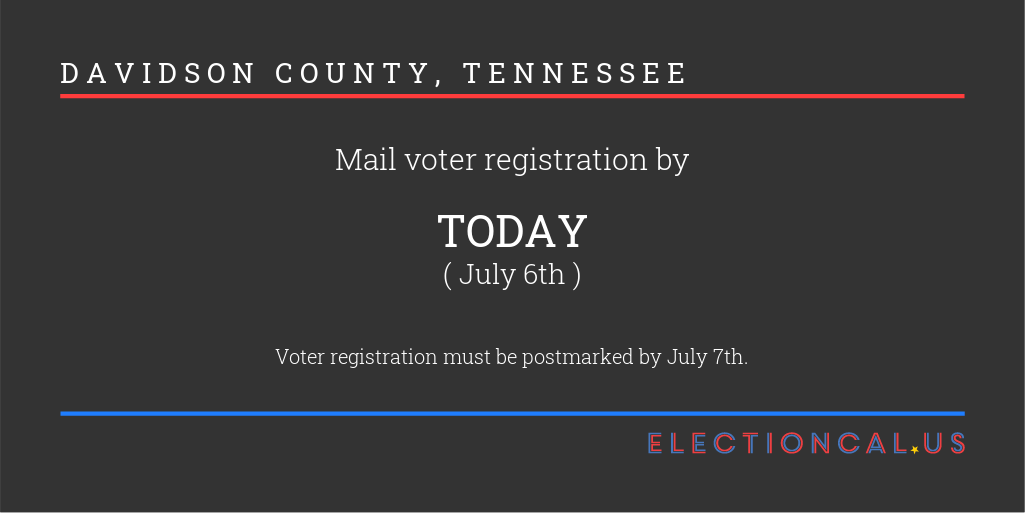 DAVIDSON COUNTY, TENNESSEE
Mail voter registration by
TODAY
( July 6th )
Voter registration must be postmarked by July 7th.
ELECTIONCAL.US